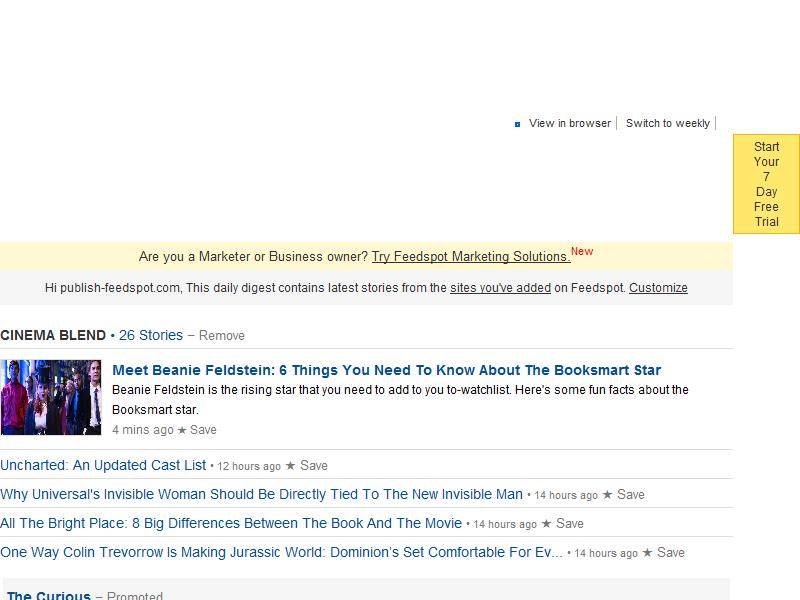 View in browser
Switch to weekly
Start
Your
7
Day
Free
Trial
Are you a Marketer or Business owner? Try Feedspot Marketing Solutions. New
Hi publish-feedspot.com, This daily digest contains latest stories from the sites you've added on Feedspot. Customize
CINEMA BLEND • 26 Stories – Remove
Meet Beanie Feldstein: 6 Things You Need To Know About The Booksmart Star
Beanie Feldstein is the rising star that you need to add to you to-watchlist. Here's some fun facts about the
Booksmart star.
4 mins ago ★ Save
Uncharted: An Updated Cast List • 12 hours ago ★ Save
Why Universal's Invisible Woman Should Be Directly Tied To The New Invisible Man • 14 hours ago ★ Save
All The Bright Place: 8 Big Differences Between The Book And The Movie • 14 hours ago ★ Save
One Way Colin Trevorrow Is Making Jurassic World: Dominion’s Set Comfortable For Ev... • 14 hours ago ★ Save
The Curious – Promoted